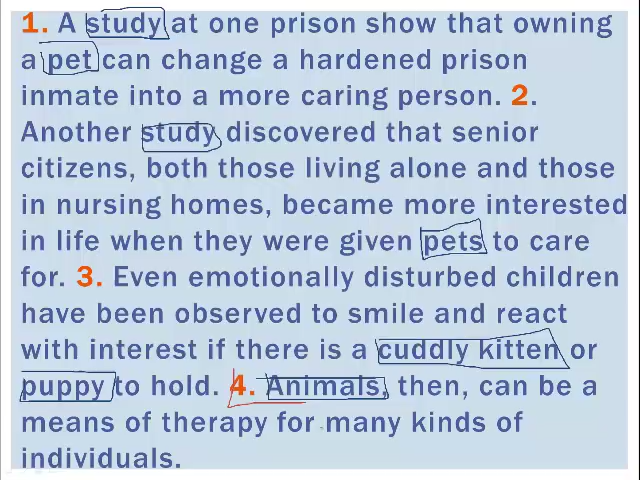 1. A study at one prison show that owning
a pet can change a hardened prison
inmate into a more caring person. 2.
Another study discovered that senior
citizens, both those living alone and those
in nursing homes, became more interested
in life when they were given pets to care
for. 3. Even emotionally disturbed children
have been observed to smile and react
with interest if there is a cuddly kitten or
puppy to hold. 4. Animals, then, can be a
means of therapy for many kinds of
individuals.